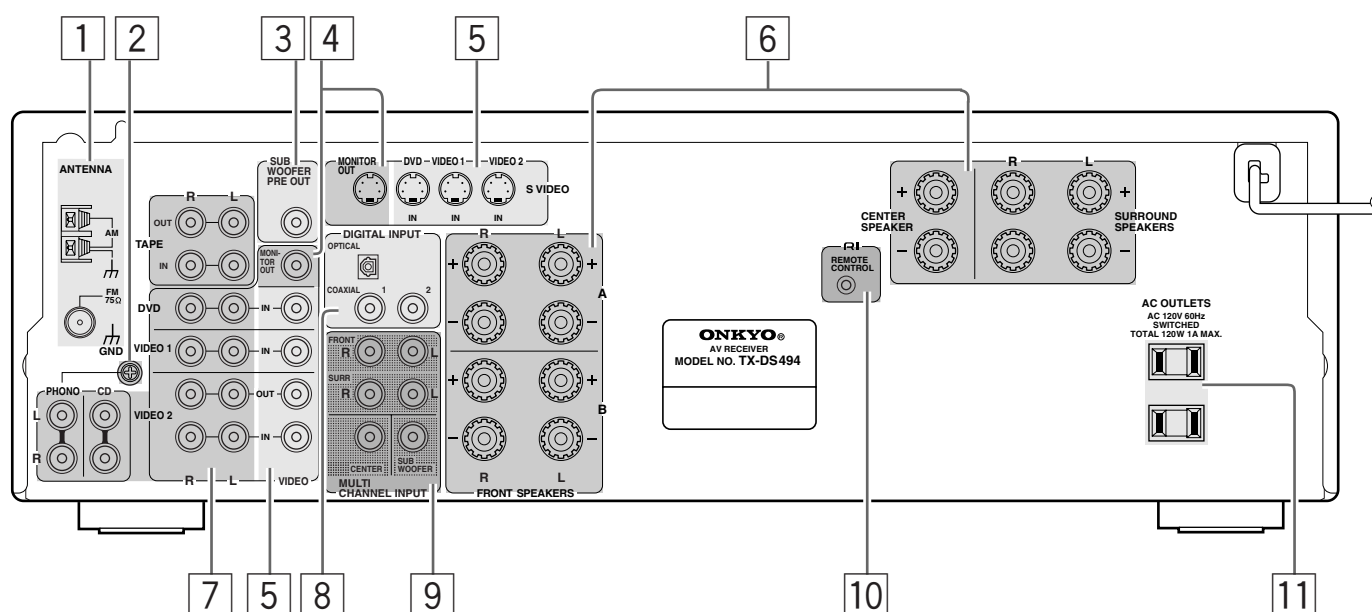 1 2 3 4 5 6
ANTENNA
AM
FM
75Ω
GND
SUB
WOOFER
PRE OUT
MONITOR
OUT
DVD VIDEO 1 VIDEO 2
S VIDEO
IN IN IN
R L
OUT
TAPE
IN
MONI-
TOR
OUT
DVD
IN
VIDEO 1
IN
OUT
VIDEO 2
IN
R L VIDEO
PHONO CD
L
R
DIGITAL INPUT
OPTICAL
COAXIAL 1 2
FRONT
R L
SURR
R L
CENTER
SUB
WOOFER
MULTI
CHANNEL INPUT
R L
+ +
A
– –
+ +
B
– –
R L
FRONT SPEAKERS
ONKYO®
AV RECEIVER
MODEL NO. TX-DS494
RI
REMOTE
CONTROL
R L
+ +
CENTER
SPEAKER
SURROUND
SPEAKERS
– –
AC OUTLETS
AC 120V 60Hz
SWITCHED
TOTAL 120W 1A MAX.
7 5 8 9 10 11